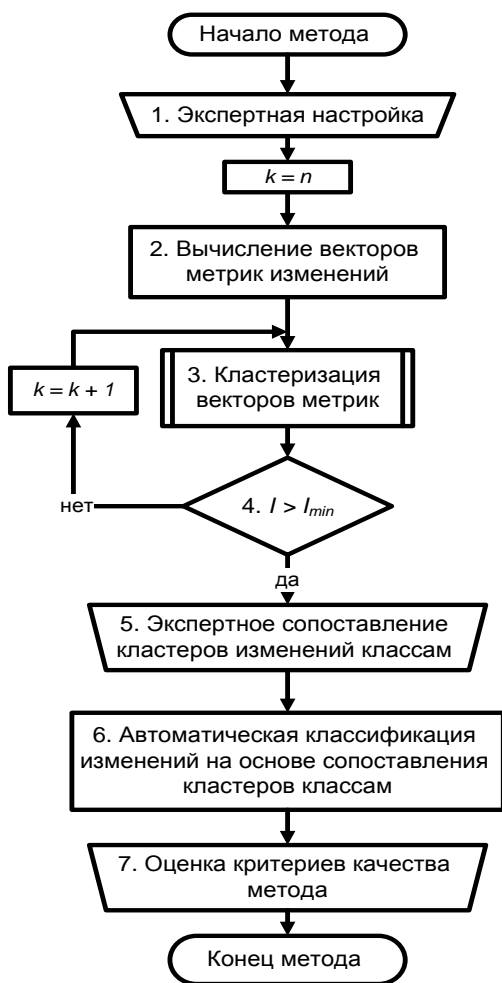 Начало метода
1. Экспертная настройка
k = n
2. Вычисление векторов
метрик изменений
3. Кластеризация
векторов метрик
k = k + 1
4. I > Imin
нет
да
5. Экспертное сопоставление
кластеров изменений классам
6. Автоматическая классификация
изменений на основе сопоставления
кластеров классам
7. Оценка критериев качества
метода
Конец метода